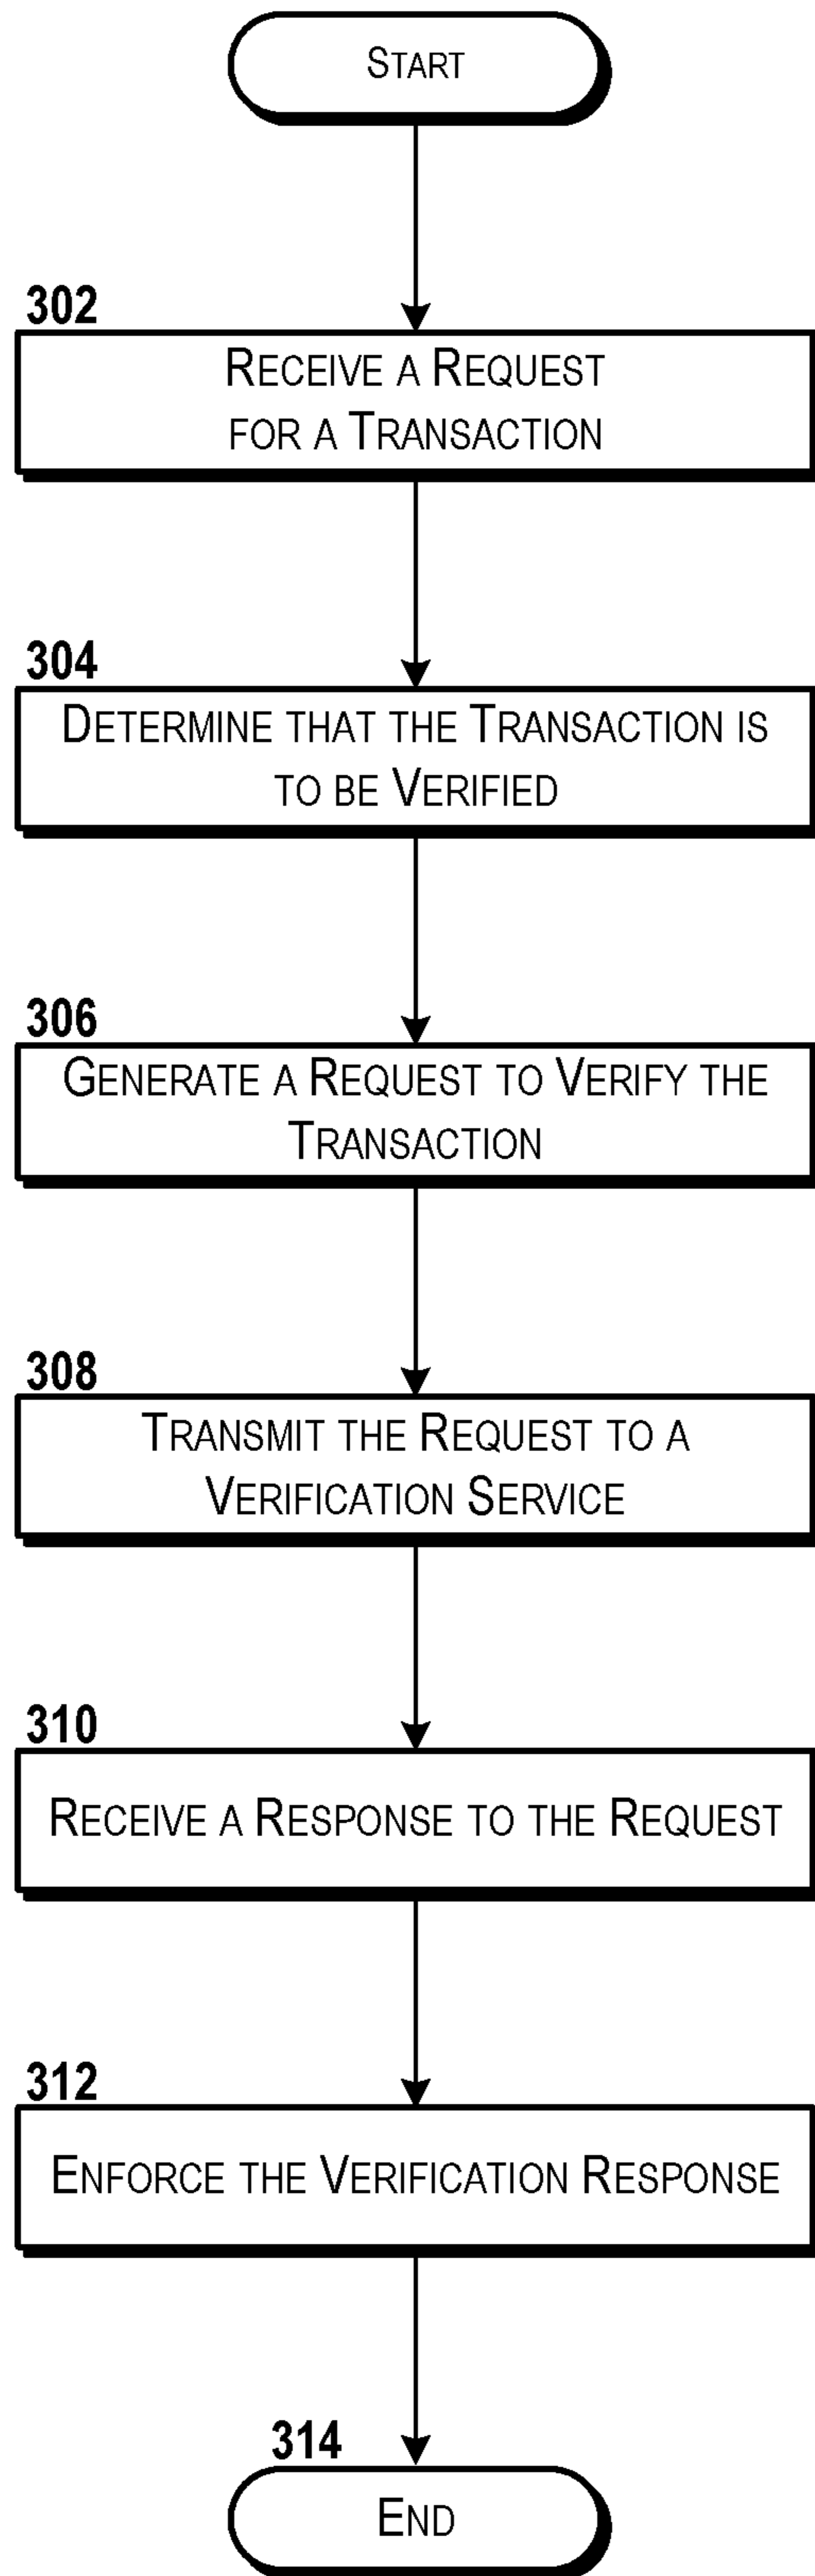 START
302
RECEIVE A REQUEST
FOR A TRANSACTION
304
DETERMINE THAT THE TRANSACTION IS
TO BE VERIFIED
306
GENERATE A REQUEST TO VERIFY THE
TRANSACTION
308
TRANSMIT THE REQUEST TO A
VERIFICATION SERVICE
310
RECEIVE A RESPONSE TO THE REQUEST
312
ENFORCE THE VERIFICATION RESPONSE
314
END